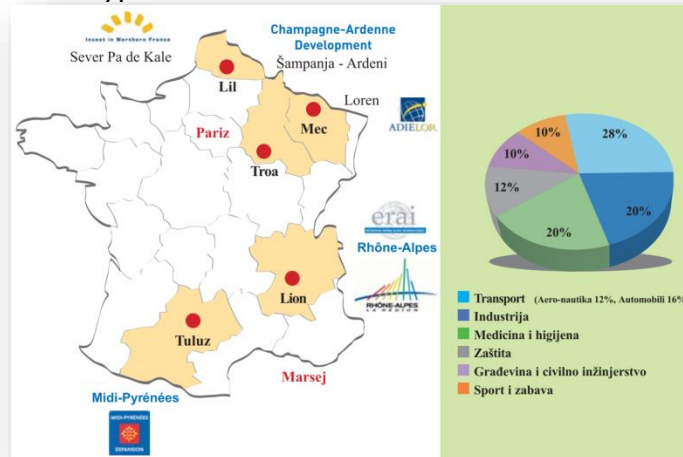 Invest in Northern France
Sever Pa de Kale
Champagne-Ardenne
Development
Šampanja - Ardeni
Lil
Loren
ADIELOR
Pariz
Mec
Troa
erai
Rhône-Alpes
RHÔNE-ALPES
LA RÉGION
Lion
Tuluz
Marsej
Midi-Pyrénées
MIDI-PYRÉNÉES
EXPANSION
10%
28%
10%
12%
20%
20%
Transport (Aero-nautika 12%, Automobili 16%
Industrija
Medicina i higijena
Zaštita
Građevina i civilno inžinjerstvo
Sport i zabava